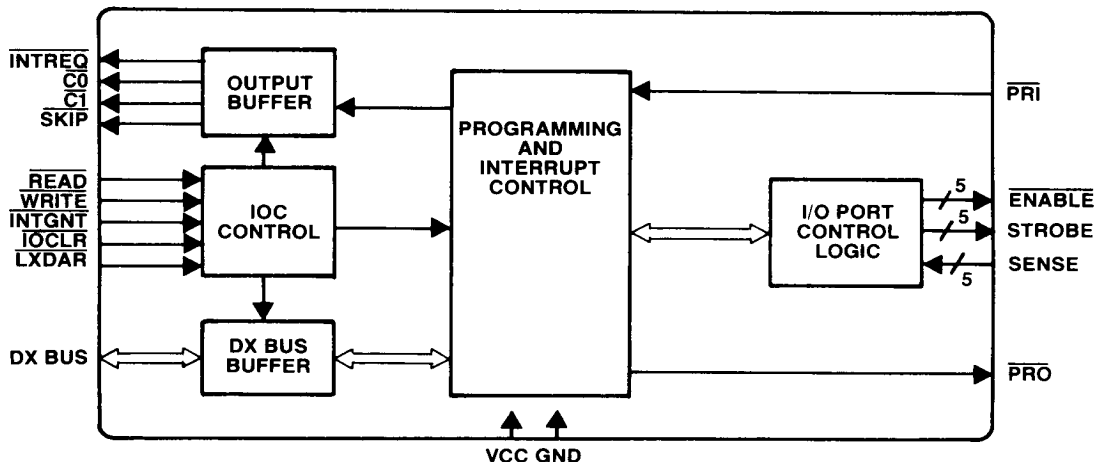 INTREQ
C0
C1
SKIP
OUTPUT
BUFFER
READ
WRITE
INTGNT
IOCLR
LXDAR
IOC
CONTROL
DX BUS
DX BUS
BUFFER
PROGRAMMING
AND
INTERRUPT
CONTROL
PRI
I/O PORT
CONTROL
LOGIC
5
ENABLE
5
STROBE
5
SENSE
PRO
VCC GND